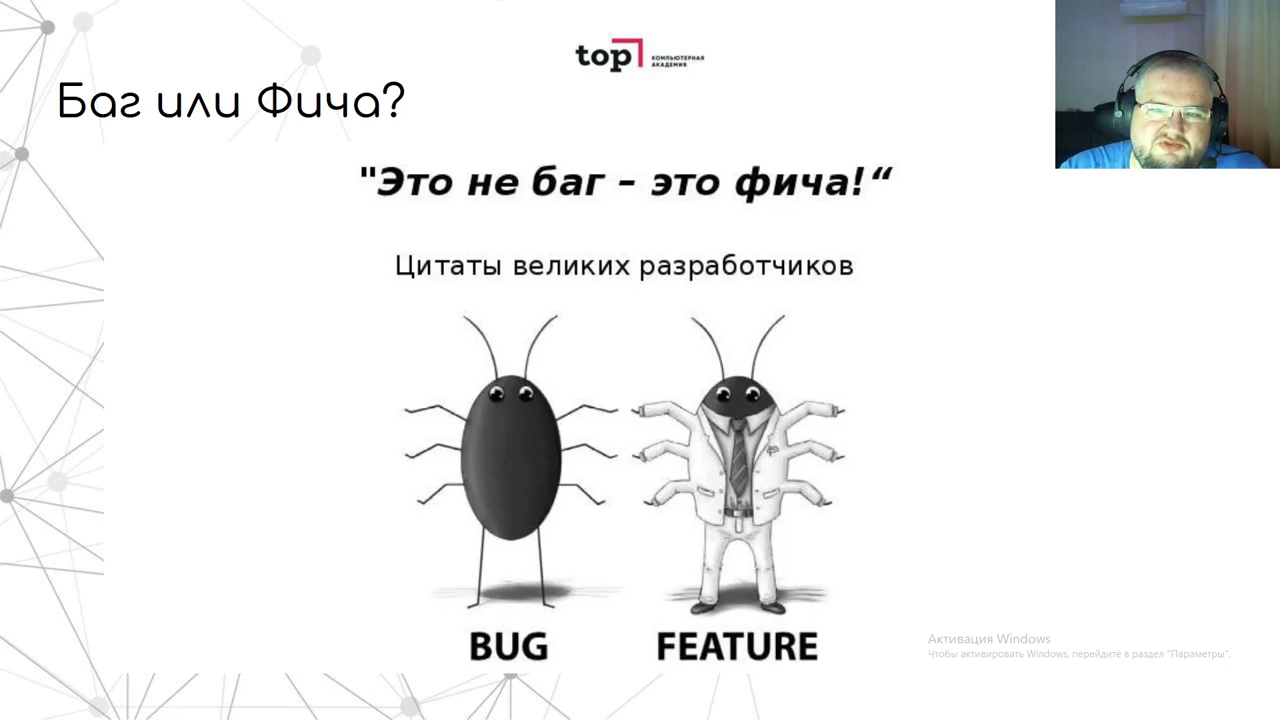 top КОМПЬЮТЕРНАЯ
АКАДЕМИЯ
Баг или Фича?
"Это не баг – это фича!“
Цитаты великих разработчиков
BUG FEATURE
Активация Windows
Чтобы активировать Windows, перейдите в раздел "Параметры".